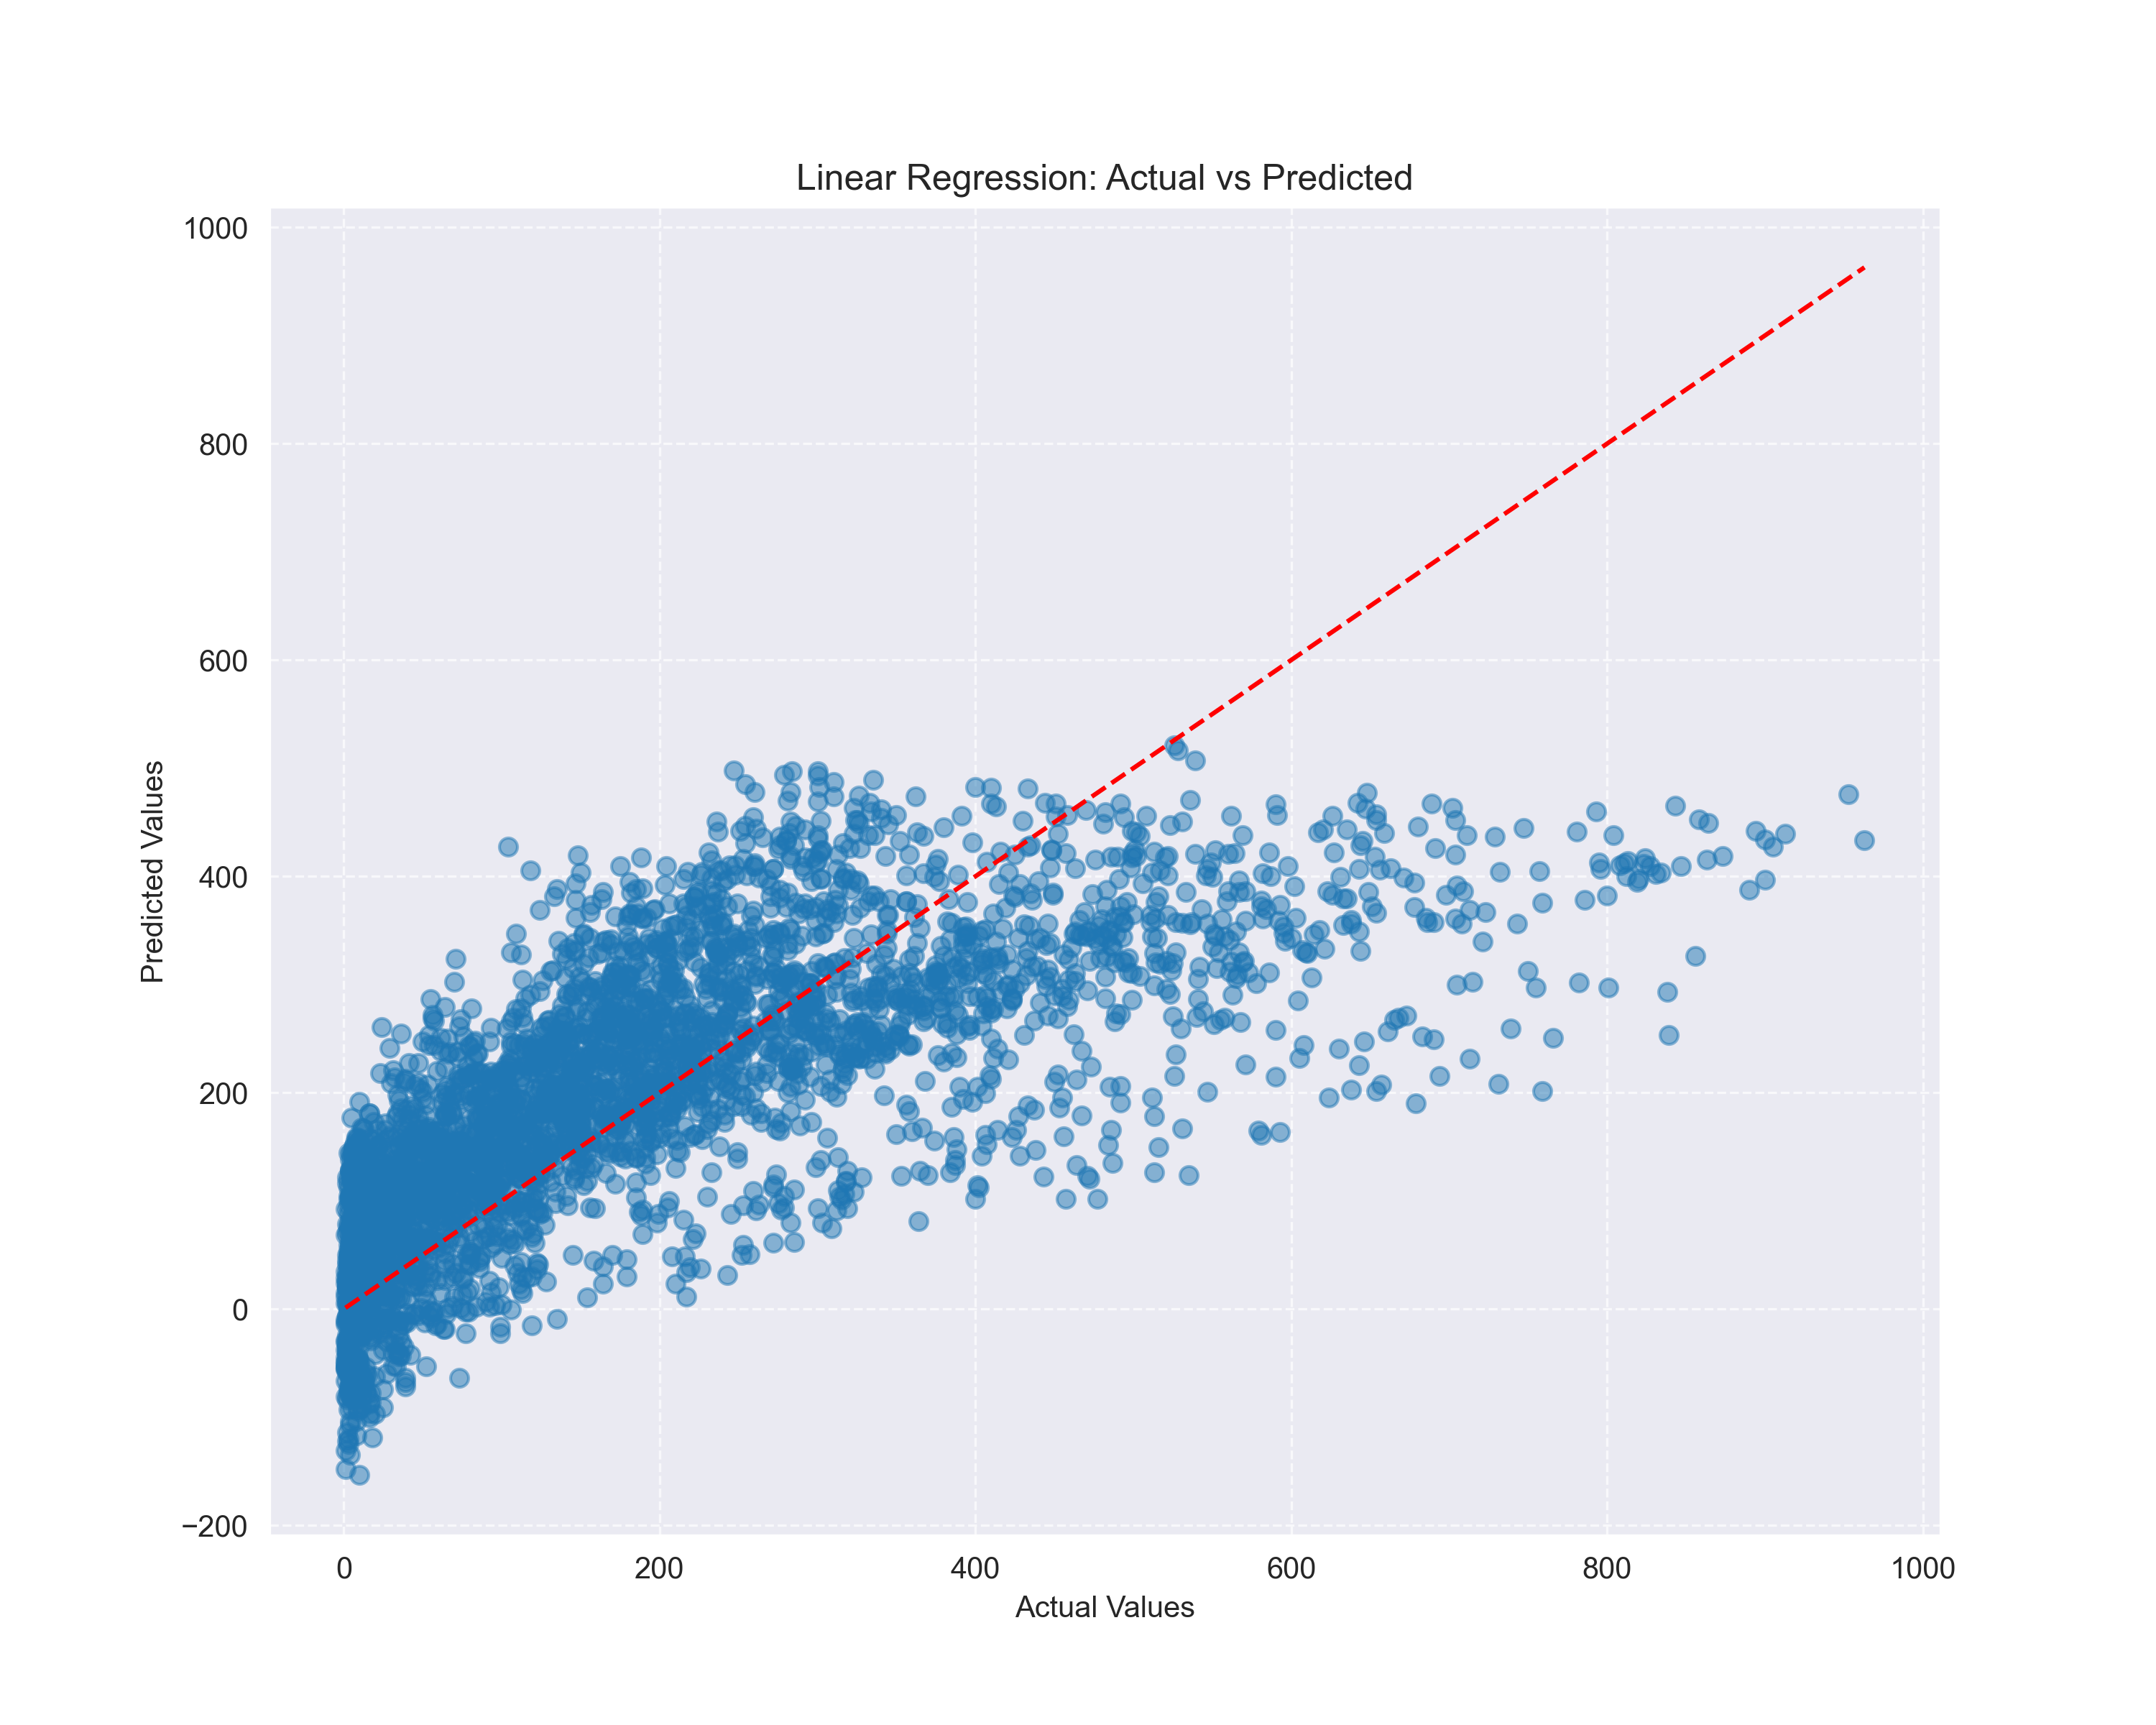 Linear Regression: Actual vs Predicted
1000
800
600
400
200
0
−200
Predicted Values
0 200 400 600 800 1000
Actual Values